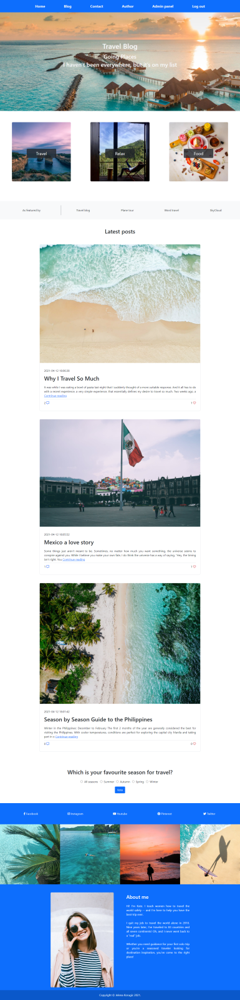 Home Blog Contact Author Admin panel Log out
Travel Blog
Going Places
I haven't been everywhere, but it's on my list
Travel Relax Food
As featured by Travel blog Plane tour Word travel SkyCloud
Latest posts
2021-04-12 18:06:38
Why I Travel So Much
It was while I was eating a bowl of pasta last night that I suddenly thought of a more suitable response. And it all has to do
with a recent experience, a very simple experience, that essentially defines my desire to travel so much. Two weeks ago, a
Continue reading
2 1
2021-04-12 18:05:52
Mexico a love story
Some things just aren't meant to be. Sometimes, no matter how much you want something, the universe seems to
conspire against you. While I believe you make your own fate, I do think the universe has a way of saying, "Hey, the timing
isn't right. You Continue reading
1 1
2021-04-12 18:01:42
Season by Season Guide to the Philippines
Winter in the Philippines: December to February The first 2 months of the year are generally considered the best for
visiting the Philippines. With cooler temperatures, conditions are perfect for exploring the capital city Manila and taking
part in o Continue reading
0 0
Which is your favourite season for travel?
All seasons Summer Autumn Spring Winter
Vote
Facebook Instagram Youtube Pinterest Twitter
About me
Hi! I'm Kate. I teach women how to travel the
world safely -- and I'm here to help you have the
best trip ever.
I quit my job to travel the world alone in 2010.
Nine years later, I've traveled to 83 countries and
all seven continents! Oh, and I never went back to
a "real" job.
Whether you need guidance for your first solo trip
or you're a seasoned traveler looking for
destination inspiration, you've come to the right
place!
Copyright © Jelena Korugic 2021.